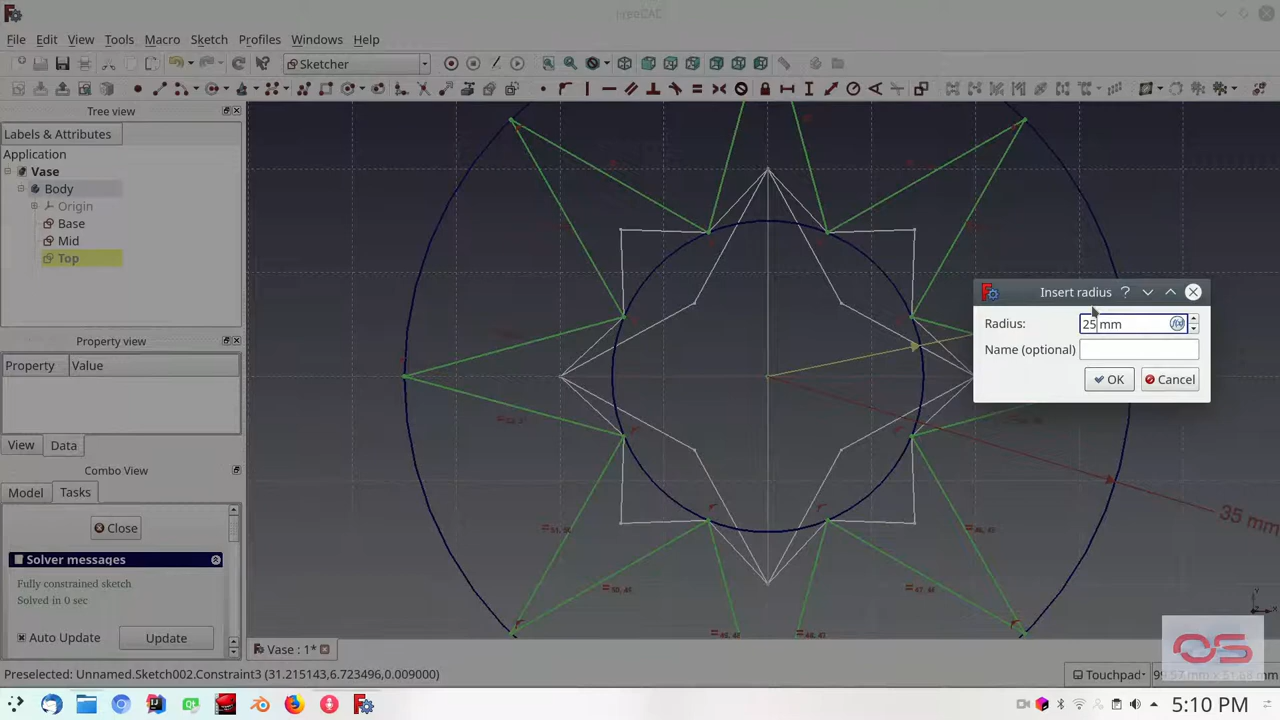 FreeCAD
File Edit View Tools Macro Sketch Profiles Windows Help
Sketcher
Tree view
Labels & Attributes
Application
Vase
Body
Origin
Base
Mid
Top
Property view
Property Value
View Data
Combo View
Model Tasks
Close
Solver messages
Fully constrained sketch
Solved in 0 sec
Auto Update Update
Insert radius ?
Radius: 25 mm
Name (optional)
OK Cancel
35 mm
Vase : 1*
Preselected: Unnamed.Sketch002.Constraint3 (31.215143,6.723496,0.009000)
Touchpad
OS
5:10 PM